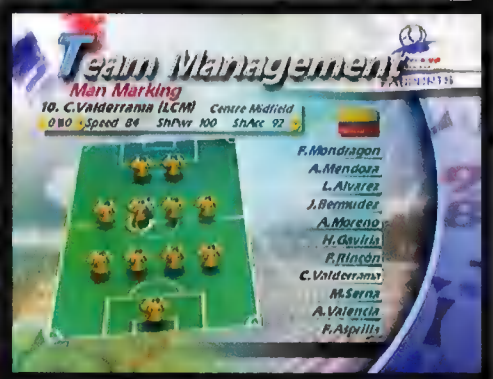 Team Management
Man Marking
10. C.Valderrama (LCM) Centre Midfield
Speed 84 ShPwr 100 ShAcc 92
F.Mondragon
A.Mendoza
L.Alvarez
J.Bermudez
A.Moreno
H.Gaviria
F.Rincón
C.Valderrama
M.Serna
A.Valencia
F.Asprilla